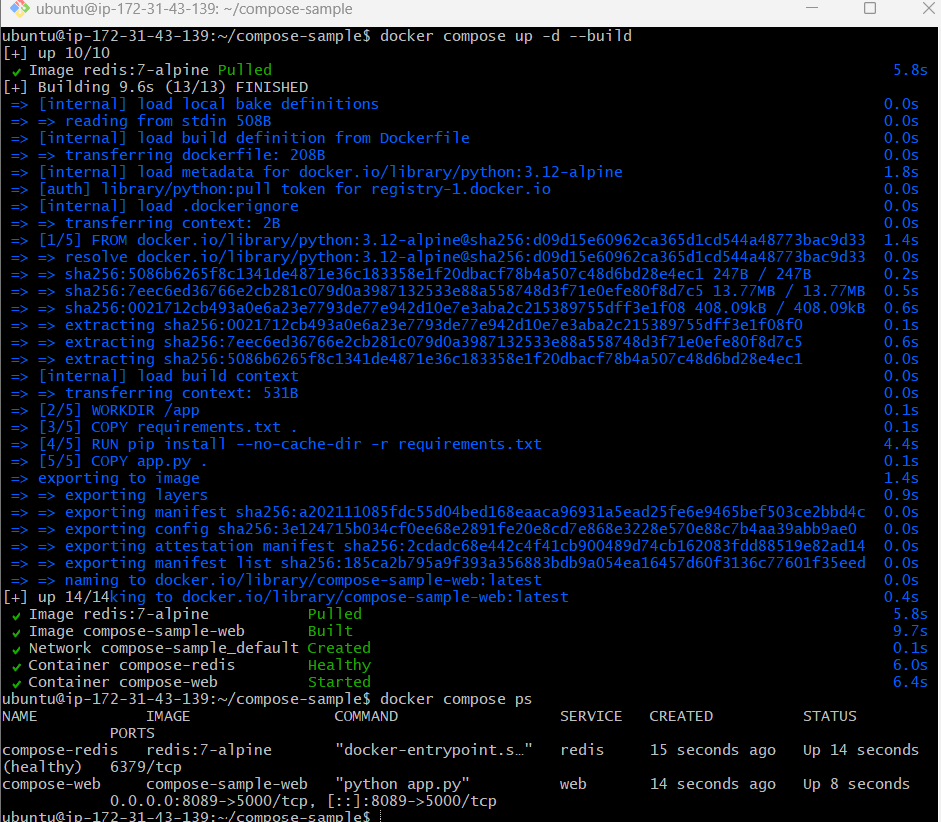 ubuntu@ip-172-31-43-139: ~/compose-sample
ubuntu@ip-172-31-43-139:~/compose-sample$ docker compose up -d --build
[+] up 10/10
✔ Image redis:7-alpine Pulled 5.8s
[+] Building 9.6s (13/13) FINISHED
=> [internal] load local bake definitions 0.0s
=> => reading from stdin 508B 0.0s
=> [internal] load build definition from Dockerfile 0.0s
=> => transferring dockerfile: 208B 0.0s
=> [internal] load metadata for docker.io/library/python:3.12-alpine 1.8s
=> [auth] library/python:pull token for registry-1.docker.io 0.0s
=> [internal] load .dockerignore 0.0s
=> => transferring context: 2B 0.0s
=> [1/5] FROM docker.io/library/python:3.12-alpine@sha256:d09d15e60962ca365d1cd544a48773bac9d33 1.4s
=> => resolve docker.io/library/python:3.12-alpine@sha256:d09d15e60962ca365d1cd544a48773bac9d33 0.0s
=> => sha256:5086b6265f8c1341de4871e36c183358e1f20dbacf78b4a507c48d6bd28e4ec1 247B / 247B 0.2s
=> => sha256:7eec6ed36766e2cb281c079d0a3987132533e88a558748d3f71e0efe80f8d7c5 13.77MB / 13.77MB 0.5s
=> => sha256:0021712cb493a0e6a23e7793de77e942d10e7e3aba2c215389755dff3e1f08 408.09kB / 408.09kB 0.6s
=> => extracting sha256:0021712cb493a0e6a23e7793de77e942d10e7e3aba2c215389755dff3e1f08f0 0.1s
=> => extracting sha256:7eec6ed36766e2cb281c079d0a3987132533e88a558748d3f71e0efe80f8d7c5 0.6s
=> => extracting sha256:5086b6265f8c1341de4871e36c183358e1f20dbacf78b4a507c48d6bd28e4ec1 0.0s
=> [internal] load build context 0.0s
=> => transferring context: 531B 0.0s
=> [2/5] WORKDIR /app 0.1s
=> [3/5] COPY requirements.txt . 0.1s
=> [4/5] RUN pip install --no-cache-dir -r requirements.txt 4.4s
=> [5/5] COPY app.py . 0.1s
=> exporting to image 1.4s
=> => exporting layers 0.9s
=> => exporting manifest sha256:a202111085fdc55d04bed168eaaca96931a5ead25fe6e9465bef503ce2bbd4c 0.0s
=> => exporting config sha256:3e124715b034cf0ee68e2891fe20e8cd7e868e3228e570e88c7b4aa39abb9ae0 0.0s
=> => exporting attestation manifest sha256:2cdadc68e442c4f41cb900489d74cb162083fdd88519e82ad14 0.0s
=> => exporting manifest list sha256:185ca2b795a9f393a356883bdb9a054ea16457d60f3136c77601f35eed 0.0s
=> => naming to docker.io/library/compose-sample-web:latest 0.0s
[+] up 14/14king to docker.io/library/compose-sample-web:latest 0.4s
✔ Image redis:7-alpine Pulled 5.8s
✔ Image compose-sample-web Built 9.7s
✔ Network compose-sample_default Created 0.1s
✔ Container compose-redis Healthy 6.0s
✔ Container compose-web Started 6.4s
ubuntu@ip-172-31-43-139:~/compose-sample$ docker compose ps
NAME IMAGE COMMAND SERVICE CREATED STATUS
PORTS
compose-redis redis:7-alpine "docker-entrypoint.s…" redis 15 seconds ago Up 14 seconds
(healthy) 6379/tcp
compose-web compose-sample-web "python app.py" web 14 seconds ago Up 8 seconds
0.0.0.0:8089->5000/tcp, [::]:8089->5000/tcp
ubuntu@ip-172-31-43-139:~/compose-sample$